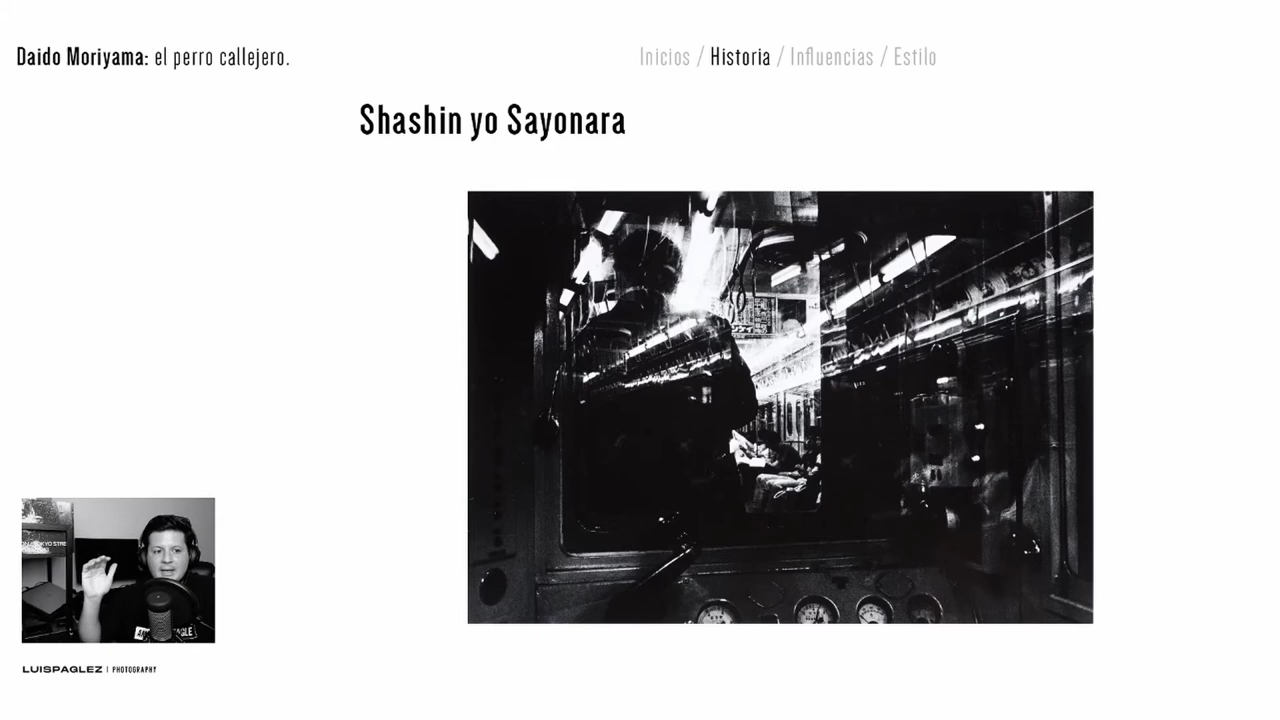 Daido Moriyama: el perro callejero.
Inicios / Historia / Influencias / Estilo
Shashin yo Sayonara
LUISPAGLEZ | PHOTOGRAPHY